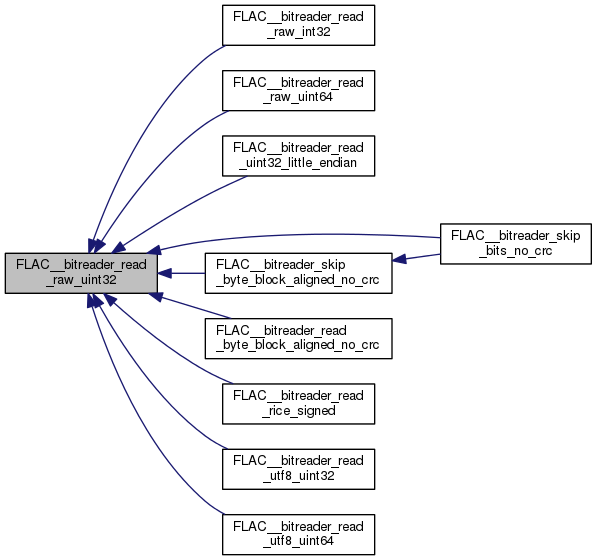 FLAC__bitreader_read
_raw_int32
FLAC__bitreader_read
_raw_uint64
FLAC__bitreader_read
_uint32_little_endian
FLAC__bitreader_skip
_bits_no_crc
FLAC__bitreader_read
_raw_uint32
FLAC__bitreader_skip
_byte_block_aligned_no_crc
FLAC__bitreader_read
_byte_block_aligned_no_crc
FLAC__bitreader_read
_rice_signed
FLAC__bitreader_read
_utf8_uint32
FLAC__bitreader_read
_utf8_uint64